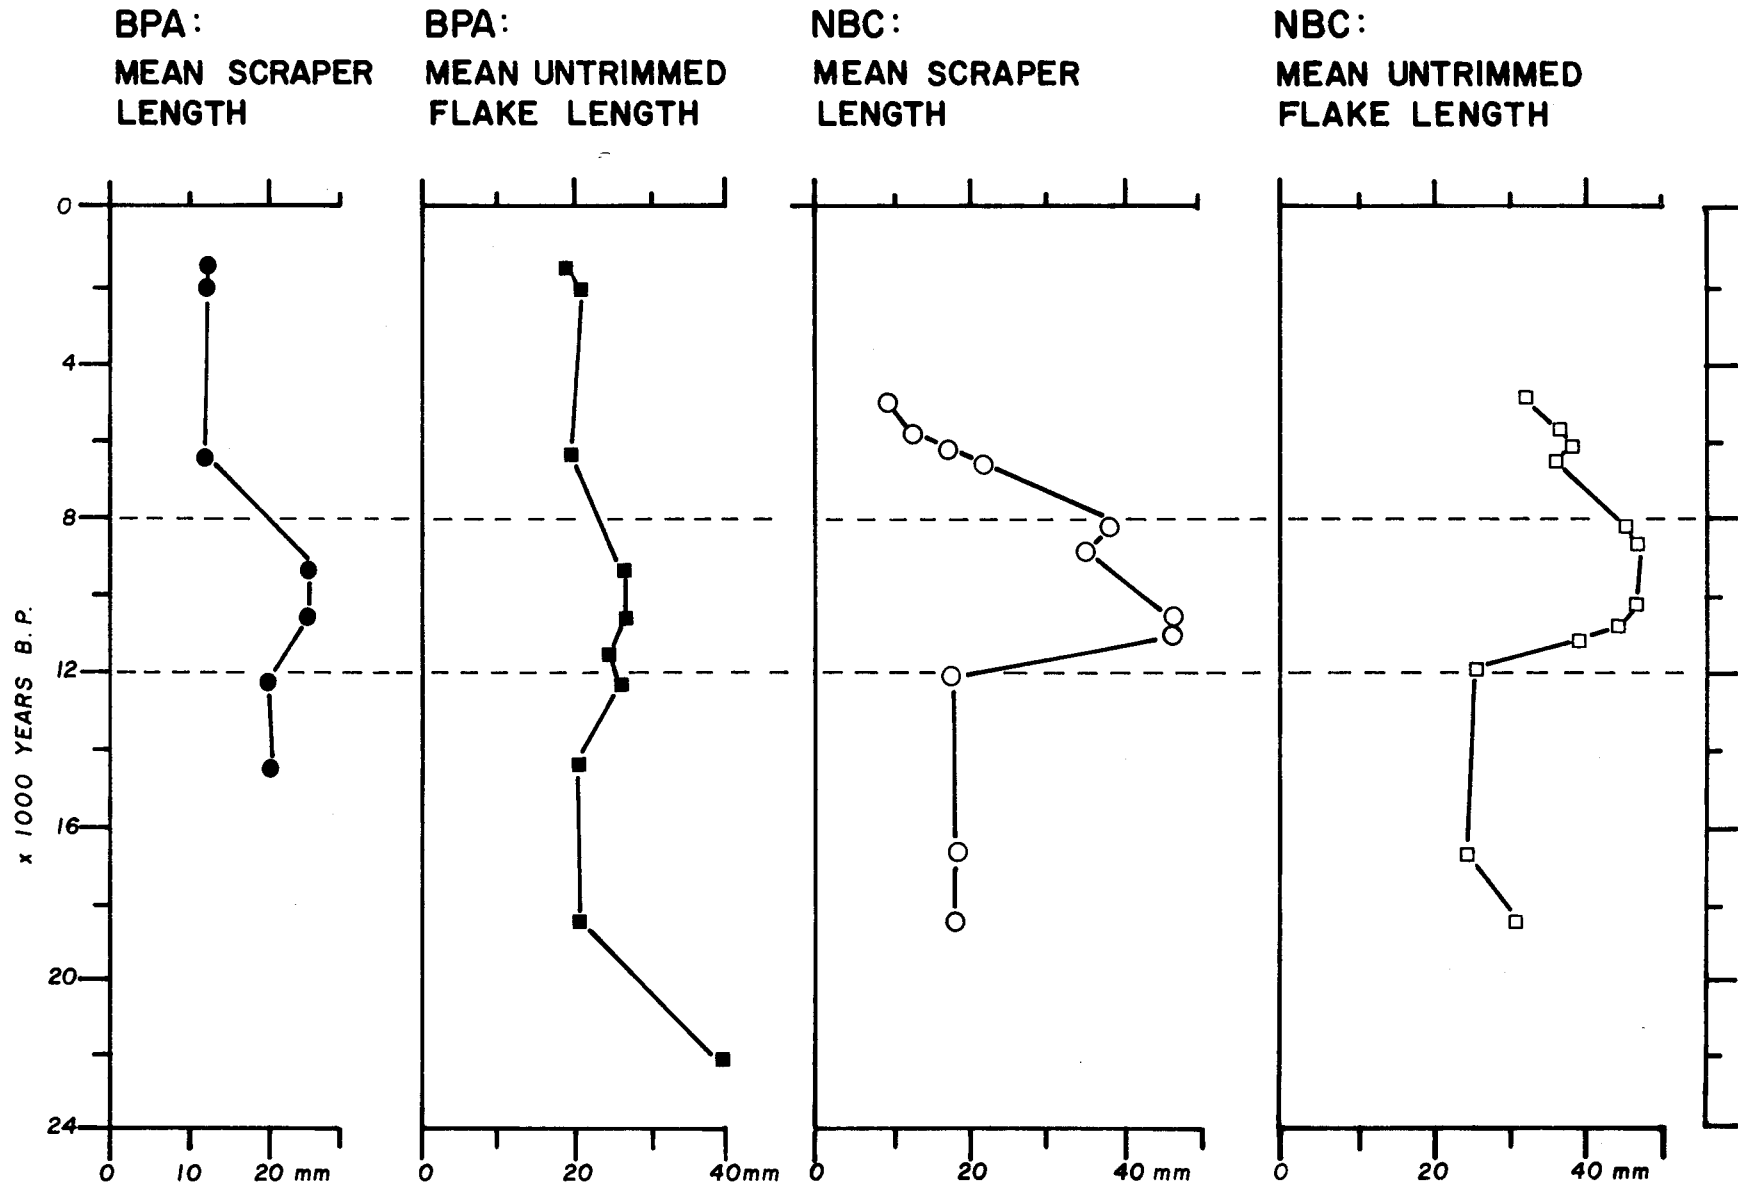 BPA:
MEAN SCRAPER
LENGTH
BPA:
MEAN UNTRIMMED
FLAKE LENGTH
NBC:
MEAN SCRAPER
LENGTH
NBC:
MEAN UNTRIMMED
FLAKE LENGTH
0
4
8
12
16
20
24
x 1000 YEARS B.P.
0 10 20 mm
0 20 40 mm
0 20 40 mm
0 20 40 mm